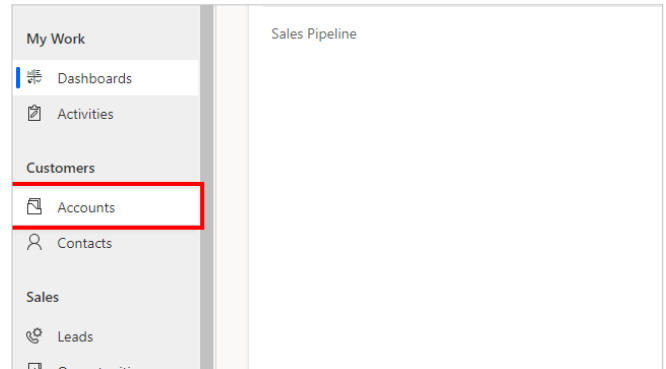 My Work
Dashboards
Activities
Customers
Accounts
Contacts
Sales
Leads
Sales Pipeline